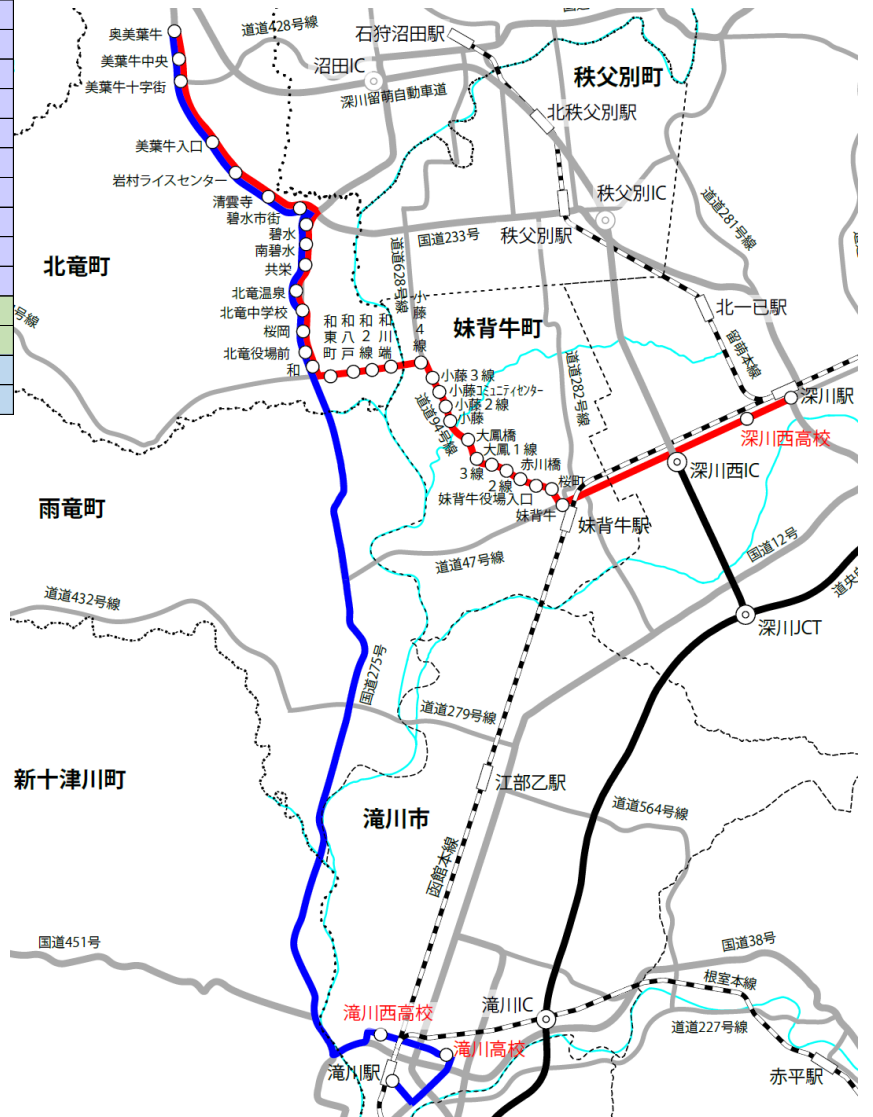 奥美葉牛
美葉牛中央
美葉牛十字街
美葉牛入口
岩村ライスセンター
清雲寺
碧水市街
碧水
南碧水
共栄
北竜温泉
北竜中学校
桜岡
北竜役場前
和
和東町
和八戸
和2線
和川端
小藤4線
小藤3線
小藤コミュニティセンター
小藤2線
小藤
大鳳橋
大鳳1線
3線
2線
赤川橋
妹背牛役場入口
桜町
妹背牛
道道428号線
石狩沼田駅
国道
沼田IC
深川留萌自動車道
秩父別町
北秩父別駅
秩父別IC
秩父別駅
国道233号
道道281号線
道道628号線
北竜町
号線
妹背牛町
北一已駅
留萌本線
深川駅
深川西高校
道道282号線
道道94号線
深川西IC
妹背牛駅
雨竜町
道道47号線
国道12号
道央
道道432号線
深川JCT
国道275号
道道279号線
新十津川町
江部乙駅
滝川市
道道564号線
函館本線
国道451号
国道38号
根室本線
滝川IC
滝川西高校
滝川高校
滝川駅
道道227号線
赤平駅